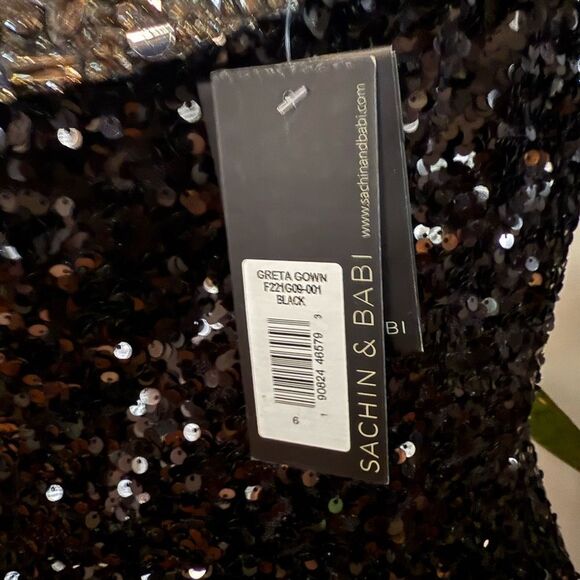 GRETA GOWN
F221G09-001
BLACK
1 90824 46579 3
6
SACHIN & BABI www.sachinandbabi.com
BI